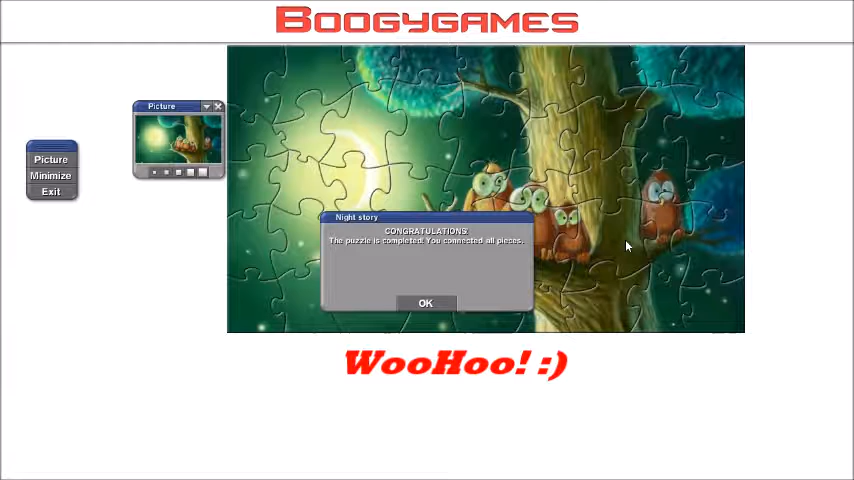 BOOGYGAMES
Picture
Picture
Minimize
Exit
Night story
CONGRATULATIONS!
The puzzle is completed! You connected all pieces.
OK
WooHoo! :)